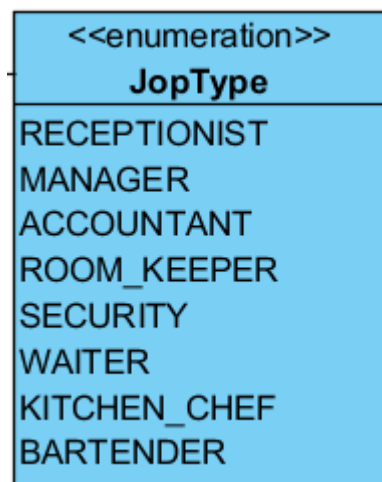 <<enumeration>>
JopType
RECEPTIONIST
MANAGER
ACCOUNTANT
ROOM_KEEPER
SECURITY
WAITER
KITCHEN_CHEF
BARTENDER